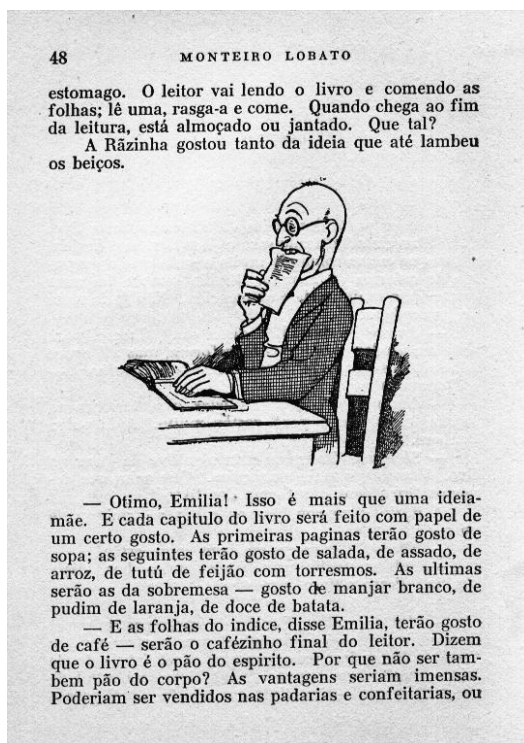 48 MONTEIRO LOBATO
estomago. O leitor vai lendo o livro e comendo as
folhas; lê uma, rasga-a e come. Quando chega ao fim
da leitura, está almoçado ou jantado. Que tal?
A Rãzinha gostou tanto da ideia que até lambeu
os beiços.
— Otimo, Emilia! Isso é mais que uma ideia-
mãe. E cada capitulo do livro será feito com papel de
um certo gosto. As primeiras paginas terão gosto de
sopa; as seguintes terão gosto de salada, de assado, de
arroz, de tutú de feijão com torresmos. As ultimas
serão as da sobremesa — gosto de manjar branco, de
pudim de laranja, de doce de batata.
— E as folhas do indice, disse Emilia, terão gosto
de café — serão o cafézinho final do leitor. Dizem
que o livro é o pão do espirito. Por que não ser tam-
bem pão do corpo? As vantagens seriam imensas.
Poderiam ser vendidos nas padarias e confeitarias, ou